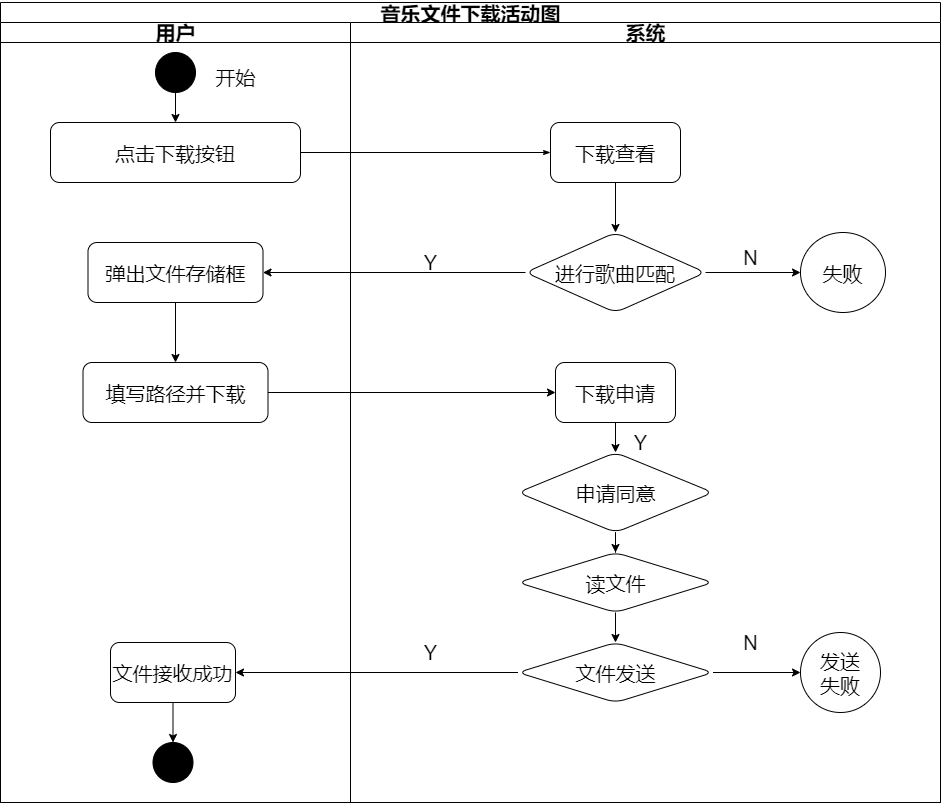 音乐文件下载活动图
用户
系统
开始
点击下载按钮
下载查看
弹出文件存储框
Y
进行歌曲匹配
N
失败
填写路径并下载
下载申请
Y
申请同意
读文件
文件接收成功
Y
文件发送
N
发送
失败